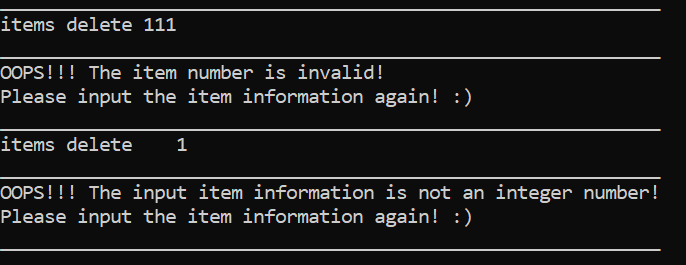 items delete 111
OOPS!!! The item number is invalid!
Please input the item information again! :)
items delete    1
OOPS!!! The input item information is not an integer number!
Please input the item information again! :)